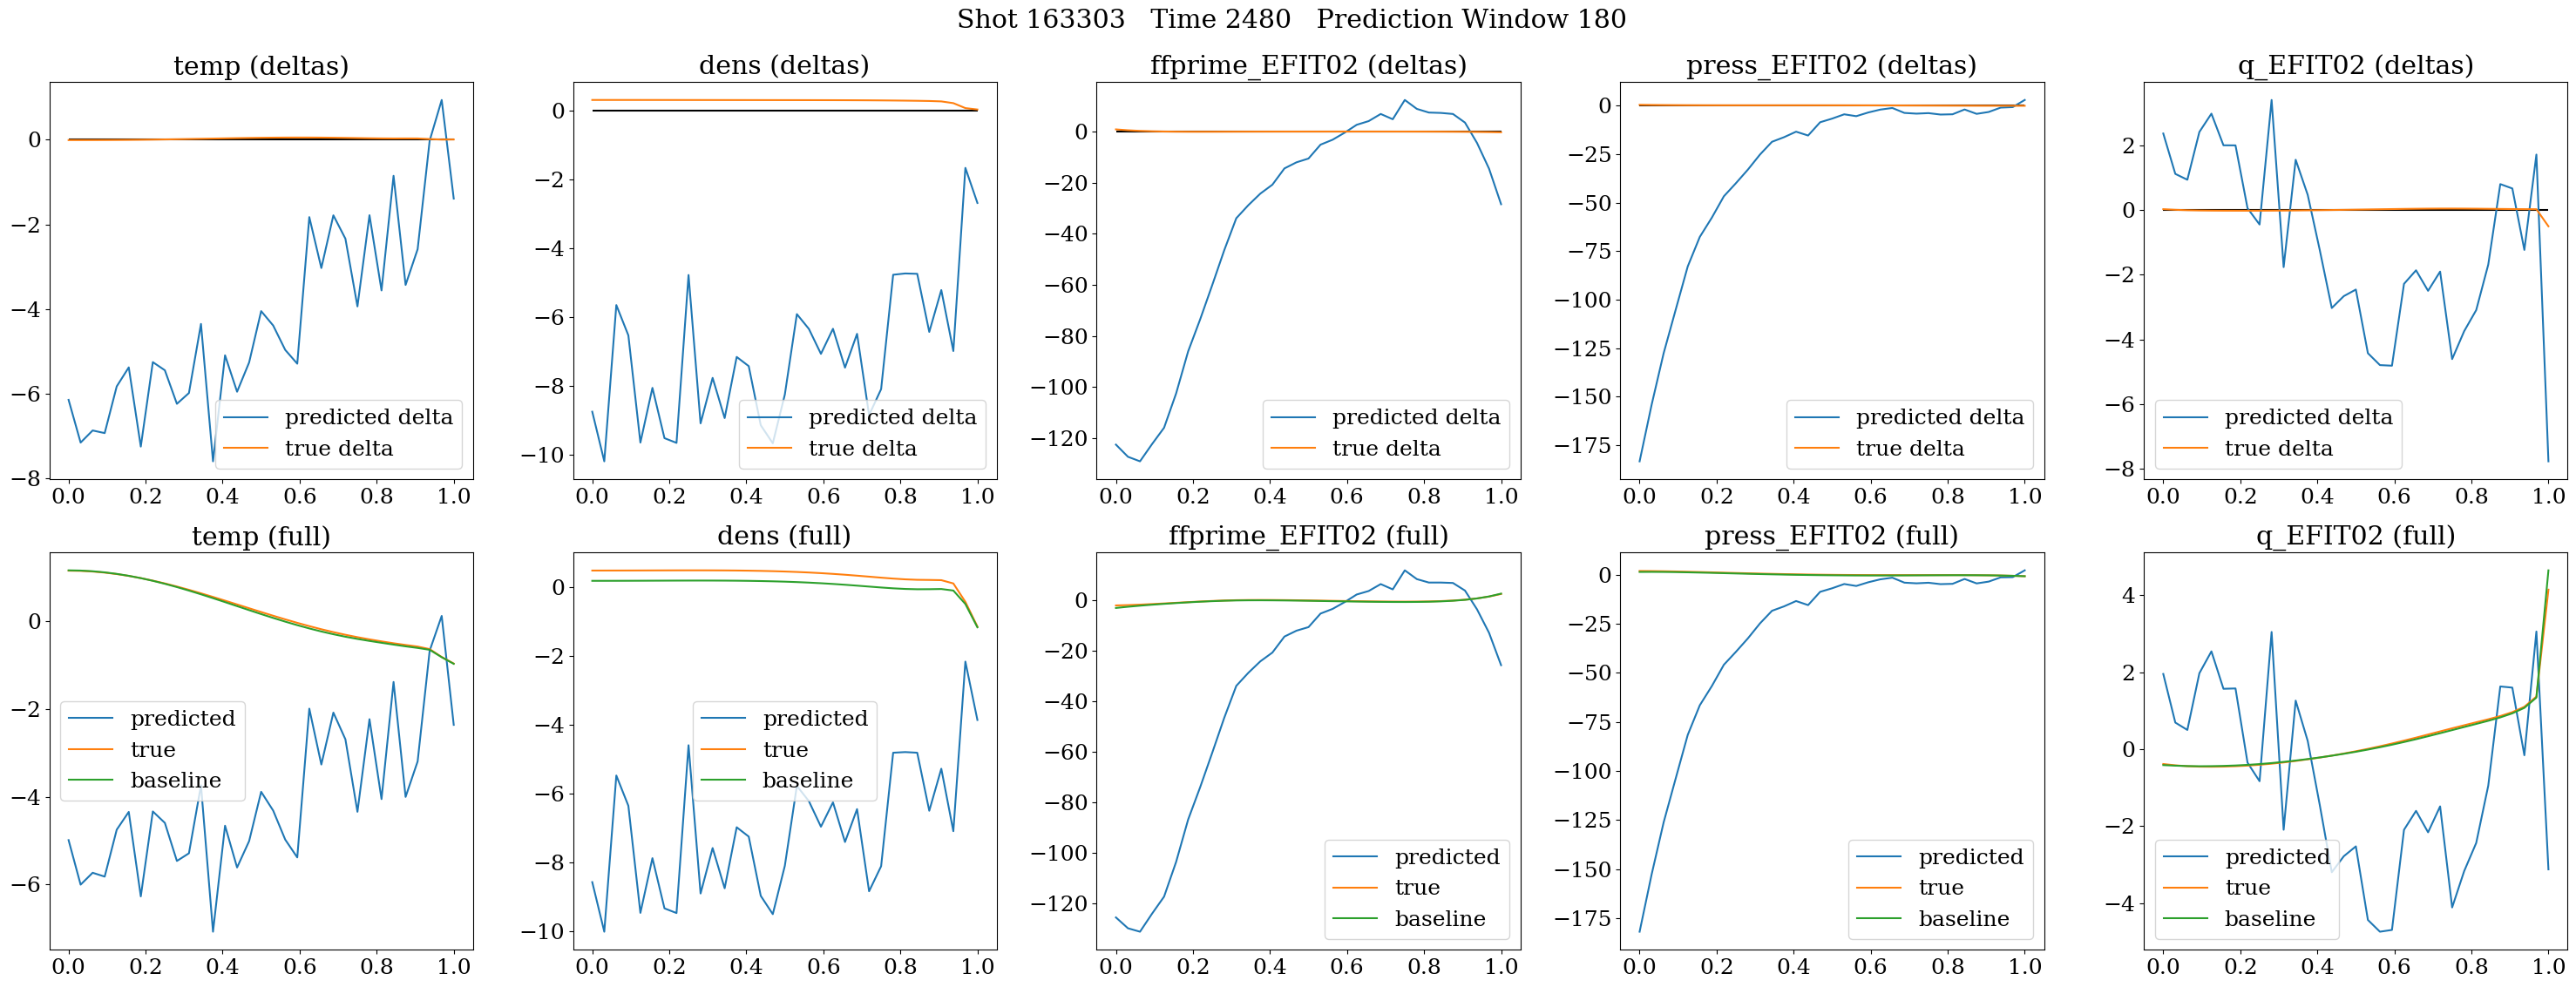 Shot 163303   Time 2480   Prediction Window 180
temp (deltas)
0
−2
−4
−6
−8
0.0 0.2 0.4 0.6 0.8 1.0
predicted delta
true delta
dens (deltas)
0
−2
−4
−6
−8
−10
0.0 0.2 0.4 0.6 0.8 1.0
predicted delta
true delta
ffprime_EFIT02 (deltas)
0
−20
−40
−60
−80
−100
−120
0.0 0.2 0.4 0.6 0.8 1.0
predicted delta
true delta
press_EFIT02 (deltas)
0
−25
−50
−75
−100
−125
−150
−175
0.0 0.2 0.4 0.6 0.8 1.0
predicted delta
true delta
q_EFIT02 (deltas)
2
0
−2
−4
−6
−8
0.0 0.2 0.4 0.6 0.8 1.0
predicted delta
true delta
temp (full)
0
−2
−4
−6
0.0 0.2 0.4 0.6 0.8 1.0
predicted
true
baseline
dens (full)
0
−2
−4
−6
−8
−10
0.0 0.2 0.4 0.6 0.8 1.0
predicted
true
baseline
ffprime_EFIT02 (full)
0
−20
−40
−60
−80
−100
−120
0.0 0.2 0.4 0.6 0.8 1.0
predicted
true
baseline
press_EFIT02 (full)
0
−25
−50
−75
−100
−125
−150
−175
0.0 0.2 0.4 0.6 0.8 1.0
predicted
true
baseline
q_EFIT02 (full)
4
2
0
−2
−4
0.0 0.2 0.4 0.6 0.8 1.0
predicted
true
baseline